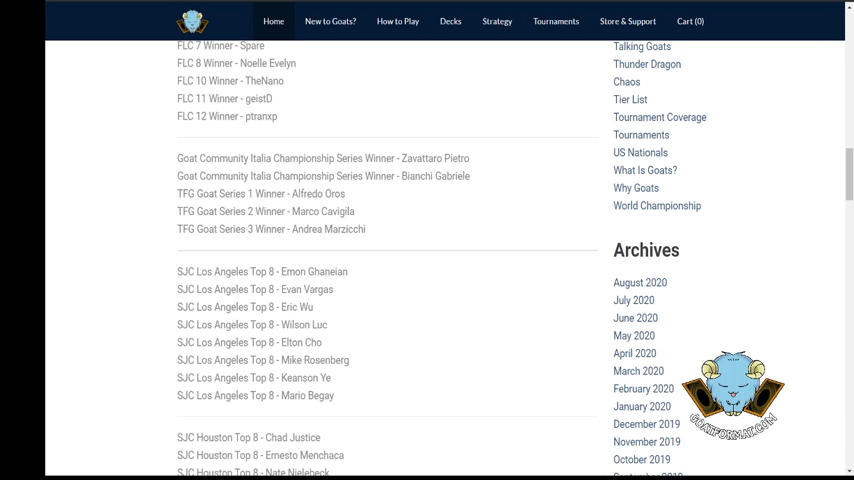 Home New to Goats? How to Play Decks Strategy Tournaments Store & Support Cart (0)
FLC 7 Winner - Spare
FLC 8 Winner - Noelle Evelyn
FLC 10 Winner - TheNano
FLC 11 Winner - geistD
FLC 12 Winner - ptranxp
Goat Community Italia Championship Series Winner - Zavattaro Pietro
Goat Community Italia Championship Series Winner - Bianchi Gabriele
TFG Goat Series 1 Winner - Alfredo Oros
TFG Goat Series 2 Winner - Marco Cavigila
TFG Goat Series 3 Winner - Andrea Marzicchi
SJC Los Angeles Top 8 - Emon Ghaneian
SJC Los Angeles Top 8 - Evan Vargas
SJC Los Angeles Top 8 - Eric Wu
SJC Los Angeles Top 8 - Wilson Luc
SJC Los Angeles Top 8 - Elton Cho
SJC Los Angeles Top 8 - Mike Rosenberg
SJC Los Angeles Top 8 - Keanson Ye
SJC Los Angeles Top 8 - Mario Begay
SJC Houston Top 8 - Chad Justice
SJC Houston Top 8 - Ernesto Menchaca
SJC Houston Top 8 - Nate Nielebeck
Talking Goats
Thunder Dragon
Chaos
Tier List
Tournament Coverage
Tournaments
US Nationals
What Is Goats?
Why Goats
World Championship
Archives
August 2020
July 2020
June 2020
May 2020
April 2020
March 2020
February 2020
January 2020
December 2019
November 2019
October 2019
September 2019
GOATFORMAT.COM